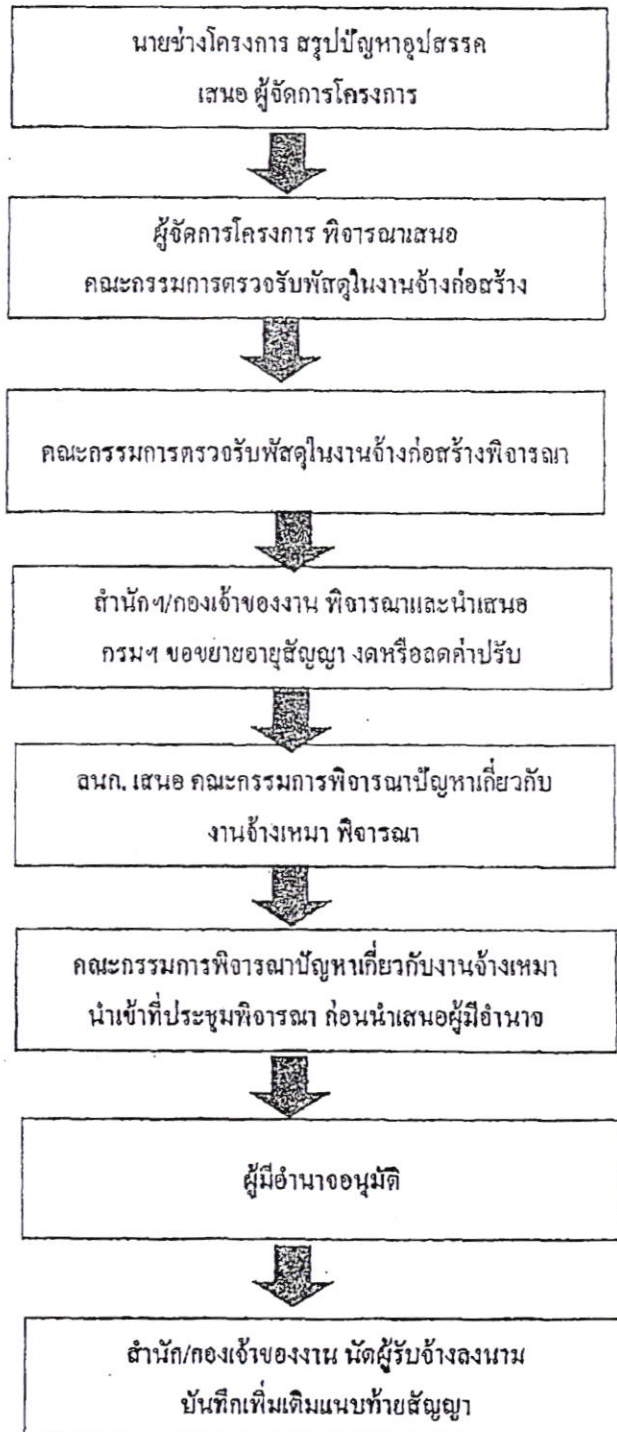 นายช่างโครงการ สรุปปัญหาอุปสรรค
เสนอ ผู้จัดการโครงการ
ผู้จัดการโครงการ พิจารณาเสนอ
คณะกรรมการตรวจรับพัสดุในงานจ้างก่อสร้าง
คณะกรรมการตรวจรับพัสดุในงานจ้างก่อสร้างพิจารณา
สำนักฯ/กองเจ้าของงาน พิจารณาและนำเสนอ
กรมฯ ขอขยายอายุสัญญา งดหรือลดค่าปรับ
ลนก. เสนอ คณะกรรมการพิจารณาปัญหาเกี่ยวกับ
งานจ้างเหมา พิจารณา
คณะกรรมการพิจารณาปัญหาเกี่ยวกับงานจ้างเหมา
นำเข้าที่ประชุมพิจารณา ก่อนนำเสนอผู้มีอำนาจ
ผู้มีอำนาจอนุมัติ
สำนัก/กองเจ้าของงาน นัดผู้รับจ้างลงนาม
บันทึกเพิ่มเติมแนบท้ายสัญญา